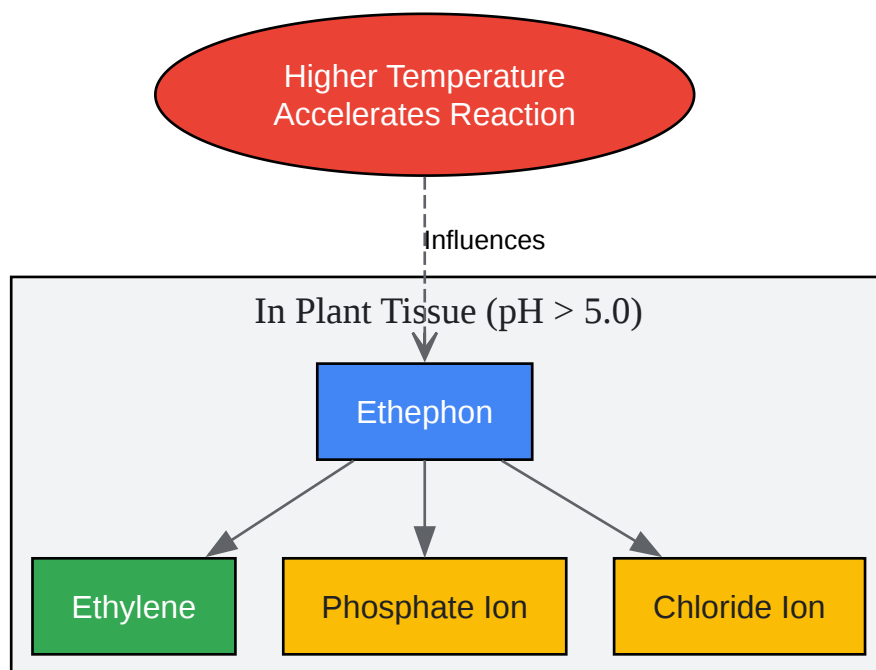 Higher Temperature
Accelerates Reaction
Influences
In Plant Tissue (pH > 5.0)
Ethephon
Ethylene
Phosphate Ion
Chloride Ion